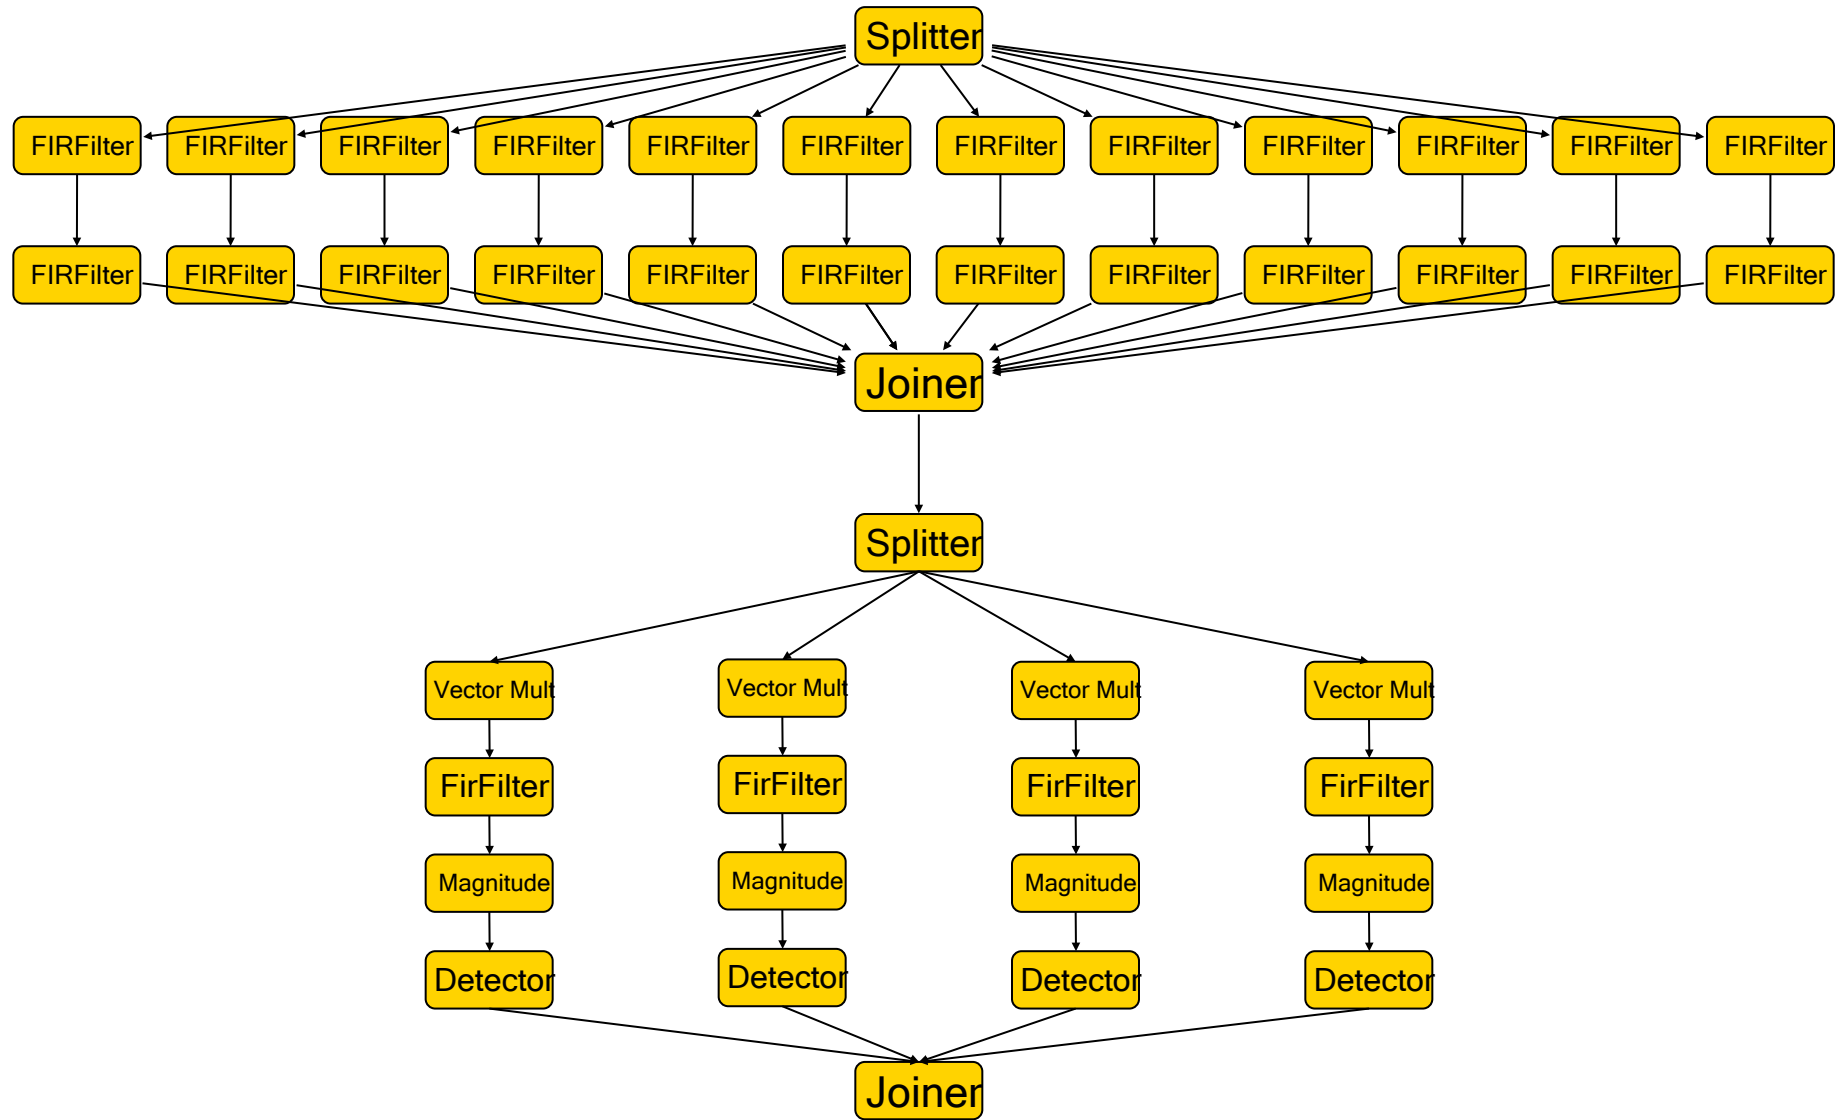 Splitter
FIRFilter FIRFilter FIRFilter FIRFilter FIRFilter FIRFilter FIRFilter FIRFilter FIRFilter FIRFilter FIRFilter FIRFilter
FIRFilter FIRFilter FIRFilter FIRFilter FIRFilter FIRFilter FIRFilter FIRFilter FIRFilter FIRFilter FIRFilter FIRFilter
Joiner
Splitter
Vector Mult Vector Mult Vector Mult Vector Mult
FirFilter FirFilter FirFilter FirFilter
Magnitude Magnitude Magnitude Magnitude
Detector Detector Detector Detector
Joiner